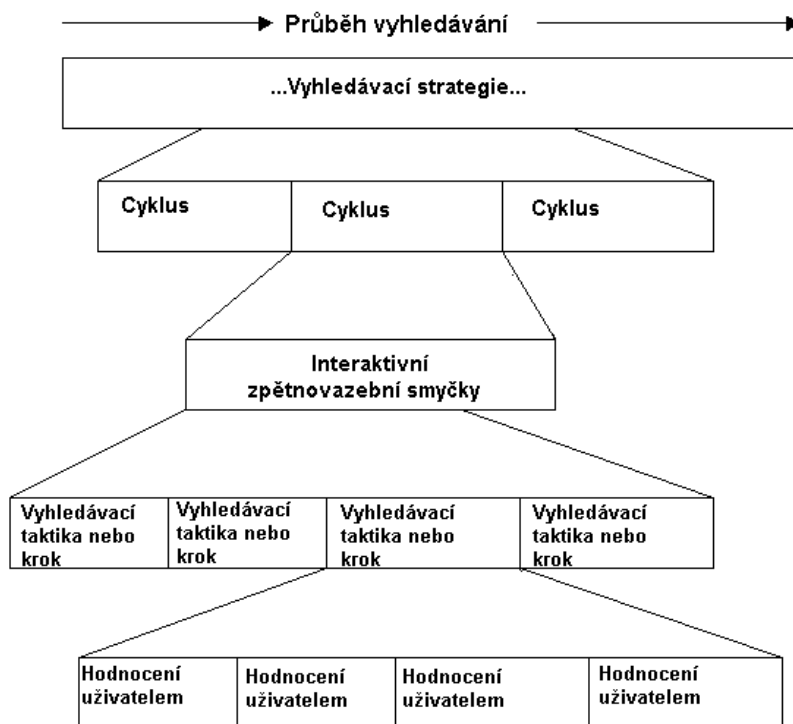 Průběh vyhledávání
...Vyhledávací strategie...
Cyklus
Cyklus
Cyklus
Interaktivní
zpětnovazební smyčky
Vyhledávací
taktika nebo
krok
Vyhledávací
taktika nebo
krok
Vyhledávací
taktika nebo
krok
Vyhledávací
taktika nebo
krok
Hodnocení
uživatelem
Hodnocení
uživatelem
Hodnocení
uživatelem
Hodnocení
uživatelem